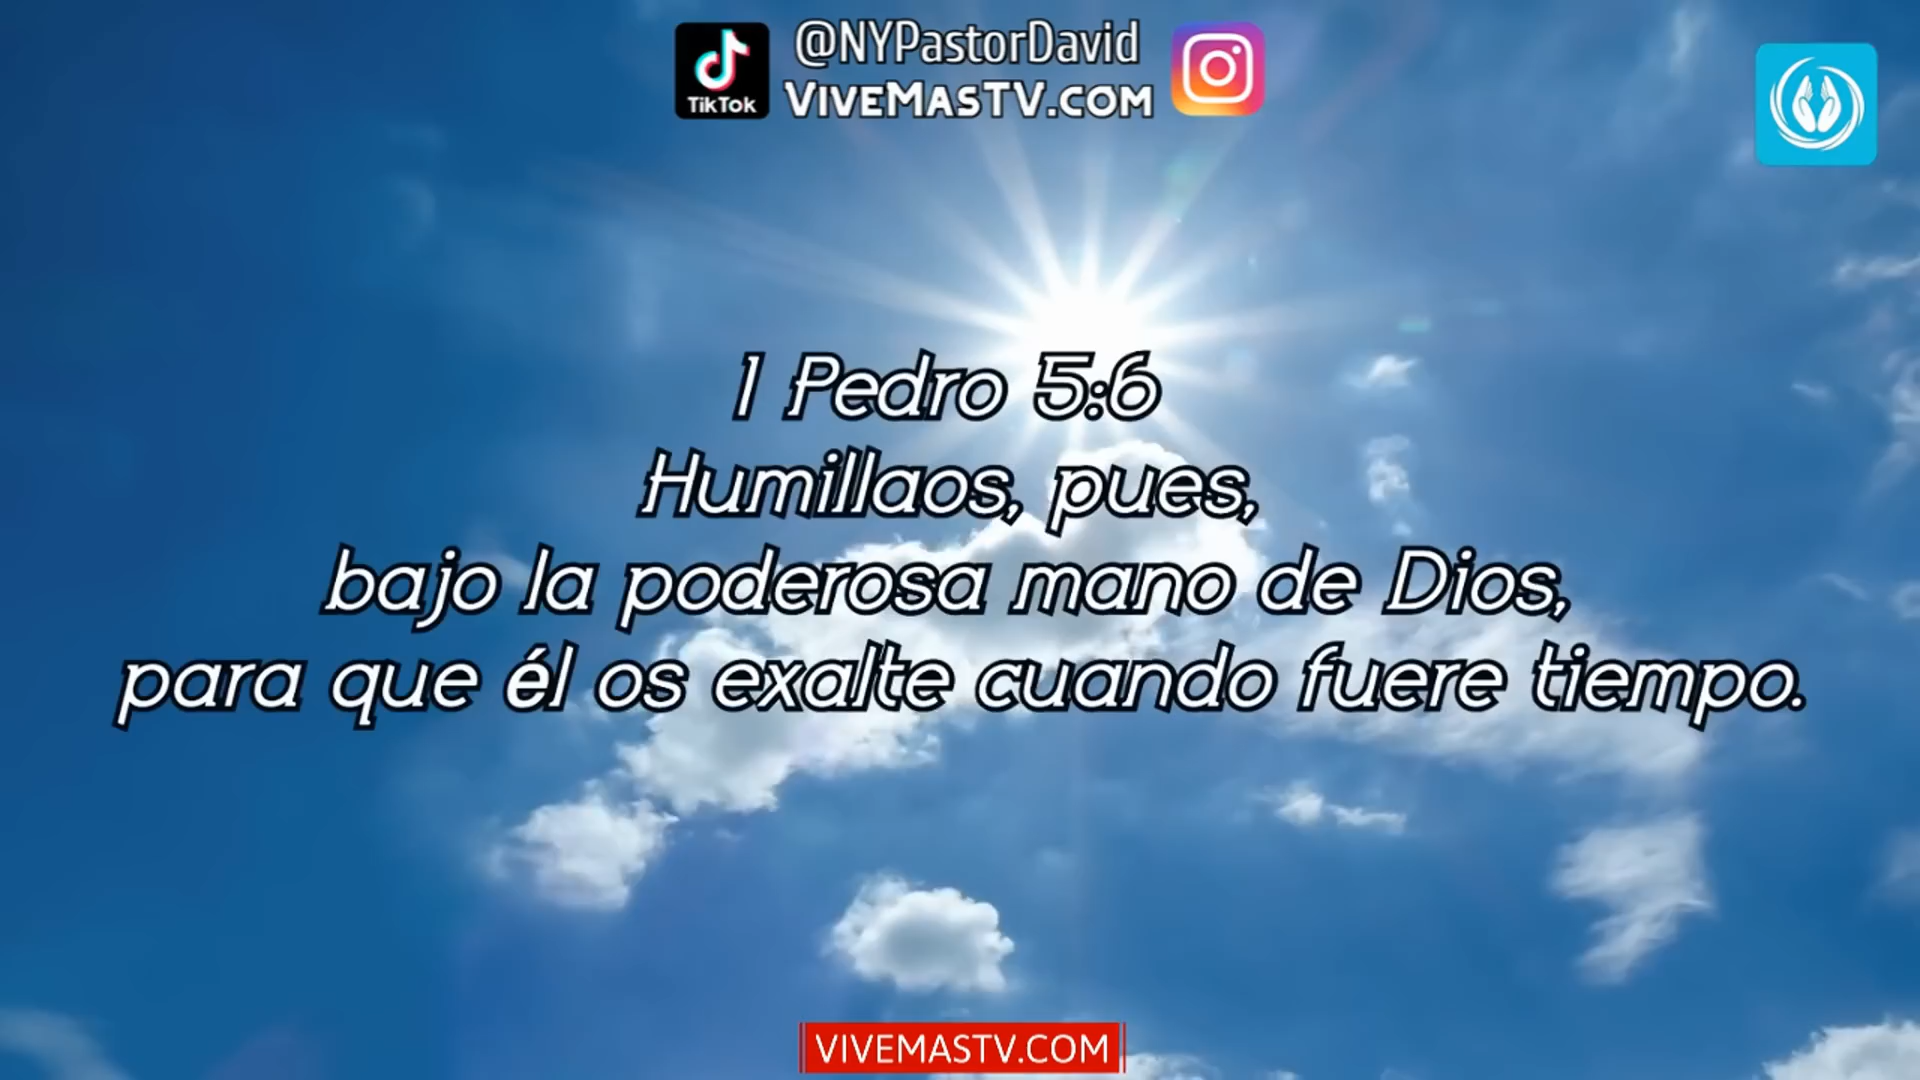 TikTok
@NYPastorDavid
VIVEMASTV.COM
1 Pedro 5:6
Humillaos, pues,
bajo la poderosa mano de Dios,
para que él os exalte cuando fuere tiempo.
VIVEMASTV.COM